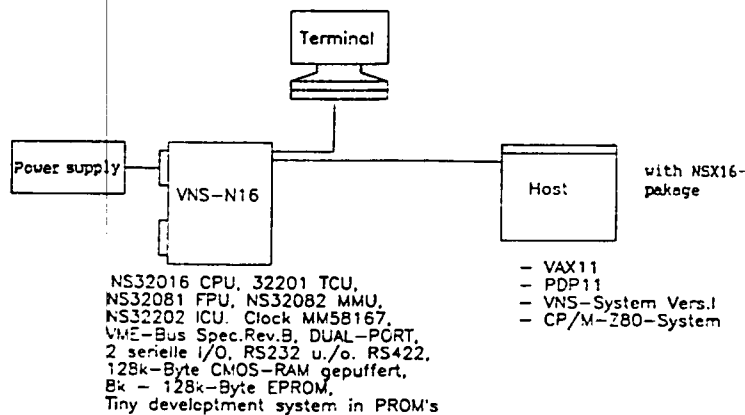 Terminal
Power supply
VNS-N16
Host
with NSX16-
pakage
NS32016 CPU, 32201 TCU,
NS32081 FPU, NS32082 MMU,
NS32202 ICU. Clock MM58167,
VME-Bus Spec.Rev.B, DUAL-PORT,
2 serielle I/O, RS232 u./o. RS422,
128k-Byte CMOS-RAM gepuffert,
8k - 128k-Byte EPROM,
Tiny developtment system in PROM's
- VAX11
- PDP11
- VNS-System Vers.I
- CP/M-Z80-System